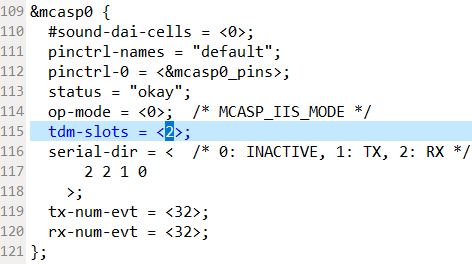 109 &mcasp0 {
110 #sound-dai-cells = <0>;
111 pinctrl-names = "default";
112 pinctrl-0 = <&mcasp0_pins>;
113 status = "okay";
114 op-mode = <0>; /* MCASP_IIS_MODE */
115 tdm-slots = <2>;
116 serial-dir = < /* 0: INACTIVE, 1: TX, 2: RX */
117 2 2 1 0
118 >;
119 tx-num-evt = <32>;
120 rx-num-evt = <32>;
121 };